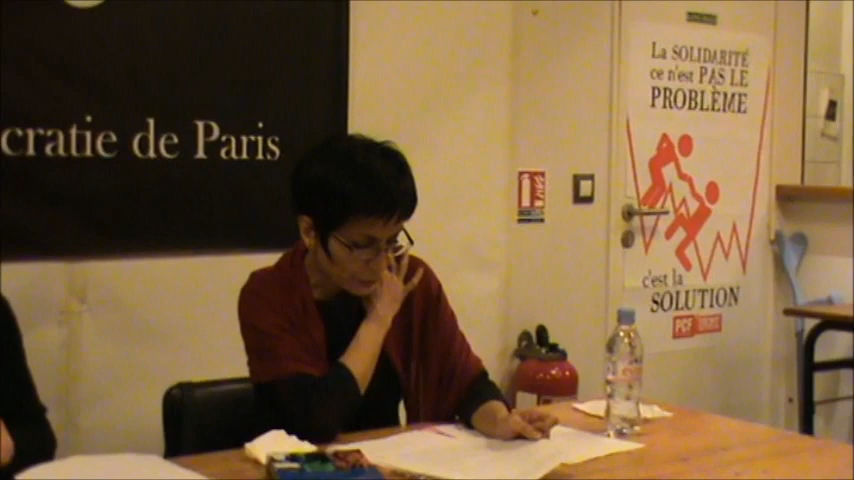 cratie de Paris
La SOLIDARITÉ
ce n'est PAS LE
PROBLÈME
c'est la
SOLUTION
PCF